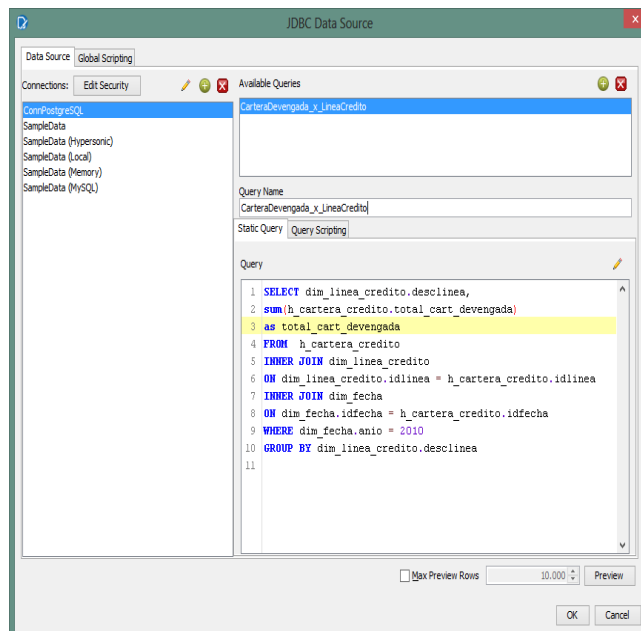 JDBC Data Source
x
Data Source Global Scripting
Connections: Edit Security
ConnPostgreSQL
SampleData
SampleData (Hypersonic)
SampleData (Local)
SampleData (Memory)
SampleData (MySQL)
Available Queries
CarteraDevengada_x_LineaCredito
Query Name
CarteraDevengada_x_LineaCredito
Static Query Query Scripting
Query
1 SELECT dim_linea_credito.desclinea,
2 sum(h_cartera_credito.total_cart_devengada)
3 as total_cart_devengada
4 FROM h_cartera_credito
5 INNER JOIN dim_linea_credito
6 ON dim_linea_credito.idlinea = h_cartera_credito.idlinea
7 INNER JOIN dim_fecha
8 ON dim_fecha.idfecha = h_cartera_credito.idfecha
9 WHERE dim_fecha.anio = 2010
10 GROUP BY dim_linea_credito.desclinea
11
Max Preview Rows 10.000 Preview
OK Cancel